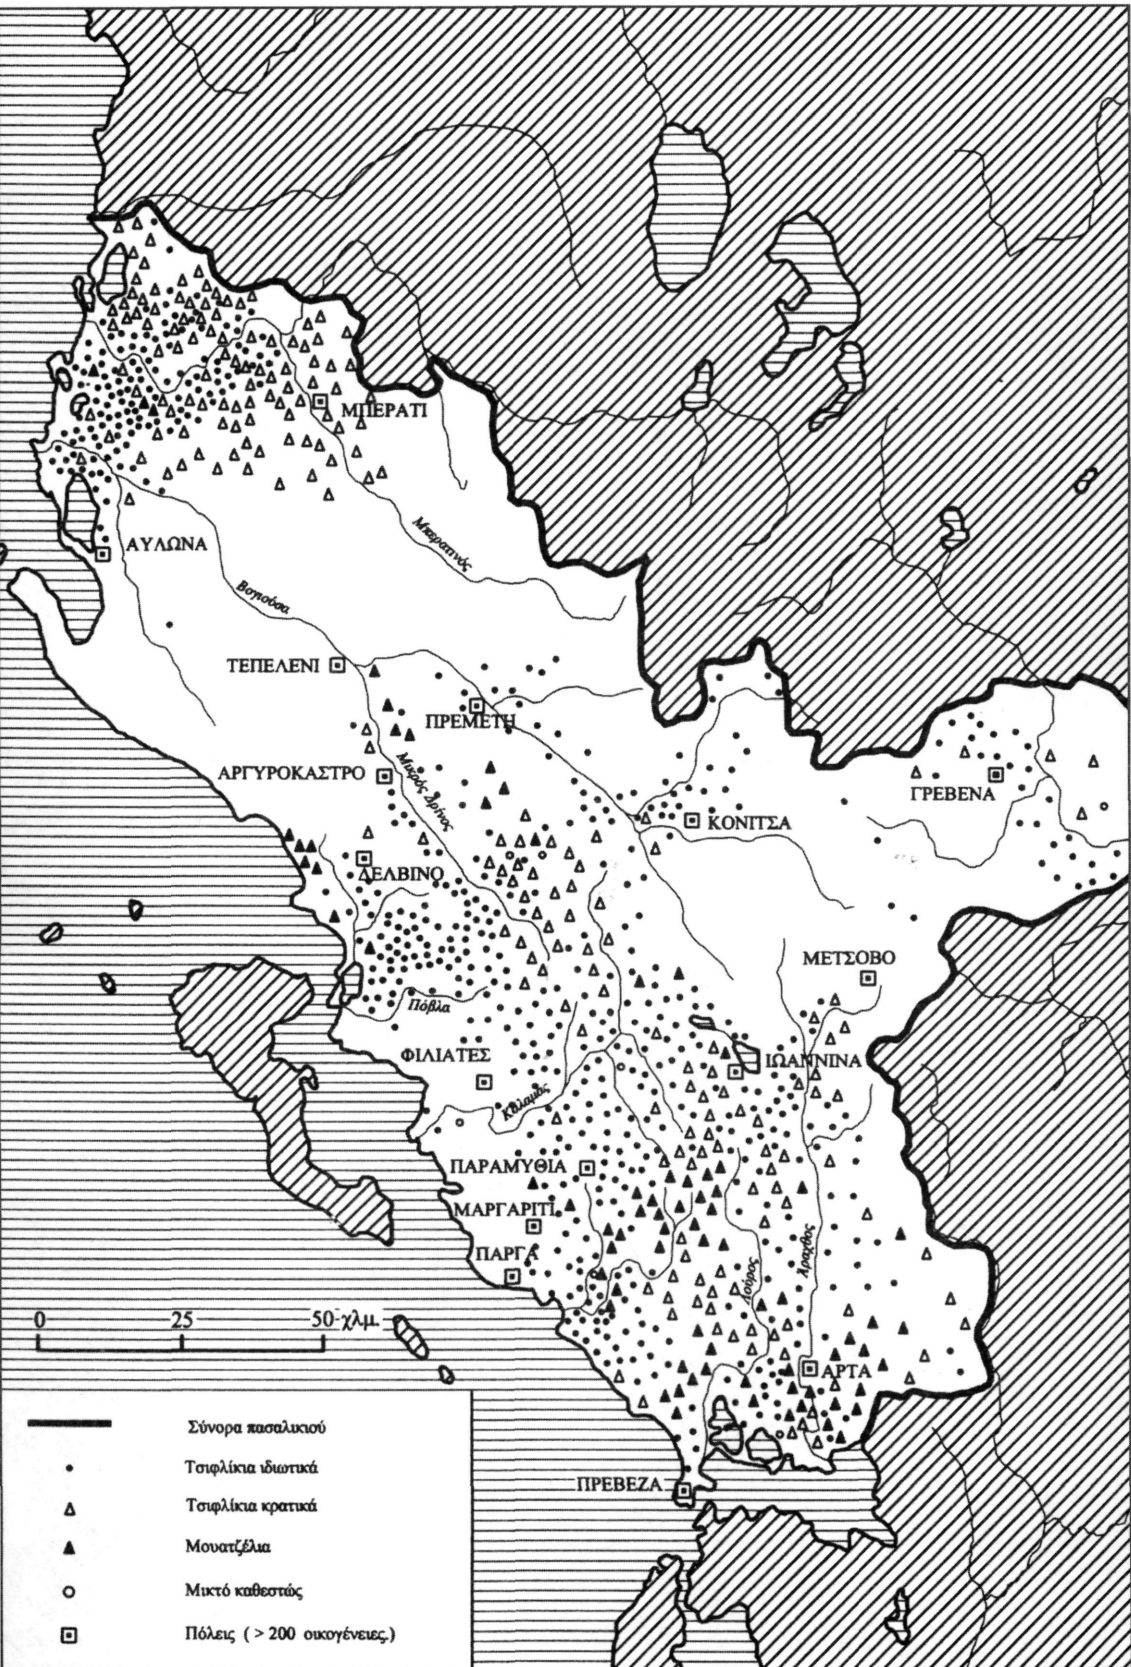 ΜΠΕΡΑΤΙ
Μπερατινός
ΑΥΛΩΝΑ
Βογιούσα
ΤΕΠΕΛΕΝΙ
ΠΡΕΜΕΤΗ
ΑΡΓΥΡΟΚΑΣΤΡΟ
Μικρός Δρίνος
ΓΡΕΒΕΝΑ
ΚΟΝΙΤΣΑ
ΔΕΛΒΙΝΟ
ΜΕΤΣΟΒΟ
Πόβλα
ΦΙΛΙΑΤΕΣ
ΙΩΑΝΝΙΝΑ
Καλαμάς
ΠΑΡΑΜΥΘΙΑ
ΜΑΡΓΑΡΙΤΙ
ΠΑΡΓΑ
Λούρος
Άραχθος
0 25 50 χλμ.
ΑΡΤΑ
ΠΡΕΒΕΖΑ
Σύνορα πασαλικιού
Τσιφλίκια ιδιωτικά
Τσιφλίκια κρατικά
Μουατζέλια
Μικτό καθεστώς
Πόλεις ( > 200 οικογένειες.)